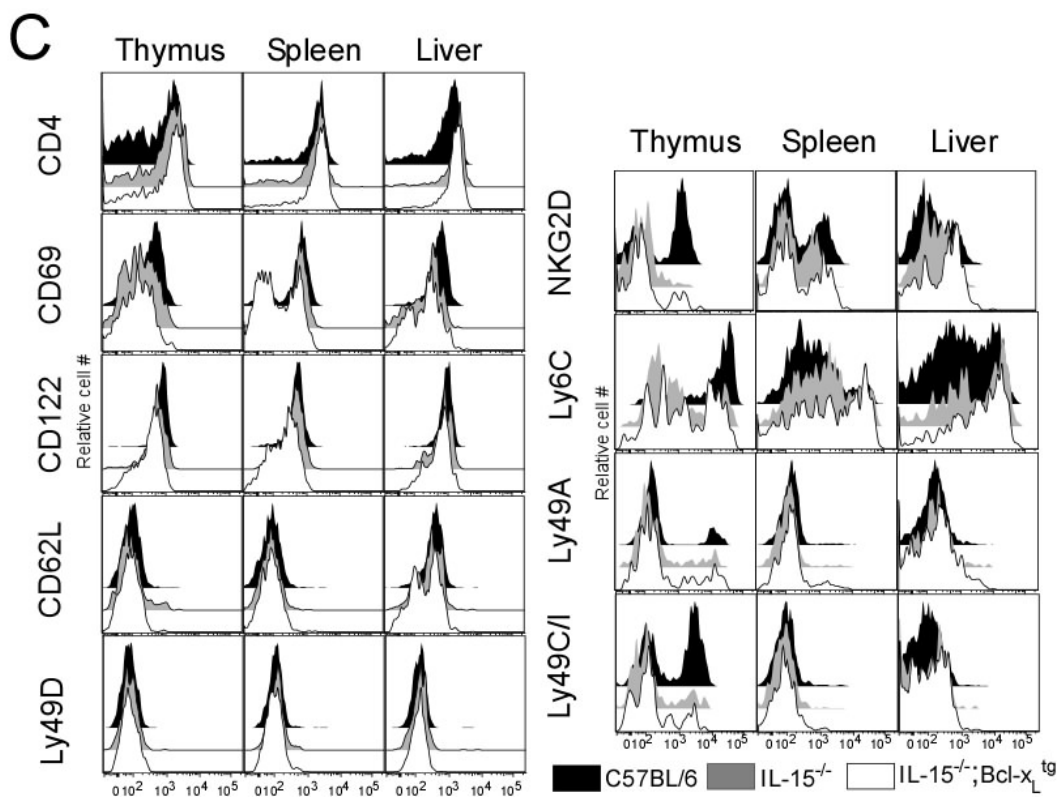 C
Thymus Spleen Liver
CD4
CD69
CD122
CD62L
Ly49D
Relative cell #
0 10² 10³ 10⁴ 10⁵ 0 10² 10³ 10⁴ 10⁵ 0 10² 10³ 10⁴ 10⁵
Thymus Spleen Liver
NKG2D
Ly6C
Ly49A
Ly49C/I
Relative cell #
0 10² 10³ 10⁴ 10⁵ 0 10² 10³ 10⁴ 10⁵ 0 10² 10³ 10⁴ 10⁵
C57BL/6 IL-15⁻/⁻ IL-15⁻/⁻;Bcl-x_L^tg